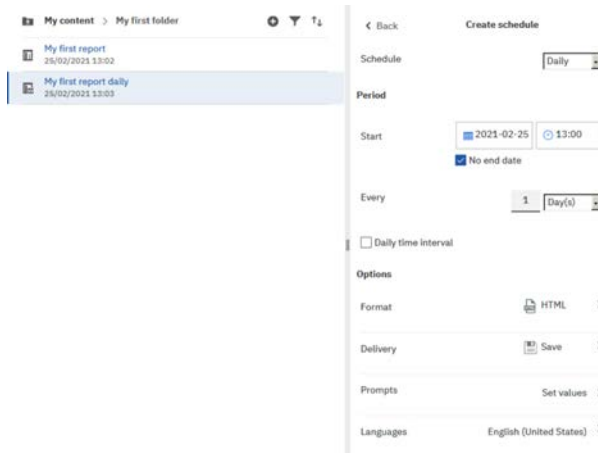 My content > My first folder
My first report
25/02/2021 13:02
My first report daily
25/02/2021 13:03
Back
Create schedule
Schedule
Daily
Period
Start
2021-02-25
13:00
No end date
Every
1
Day(s)
Daily time interval
Options
Format
HTML
Delivery
Save
Prompts
Set values
Languages
English (United States)